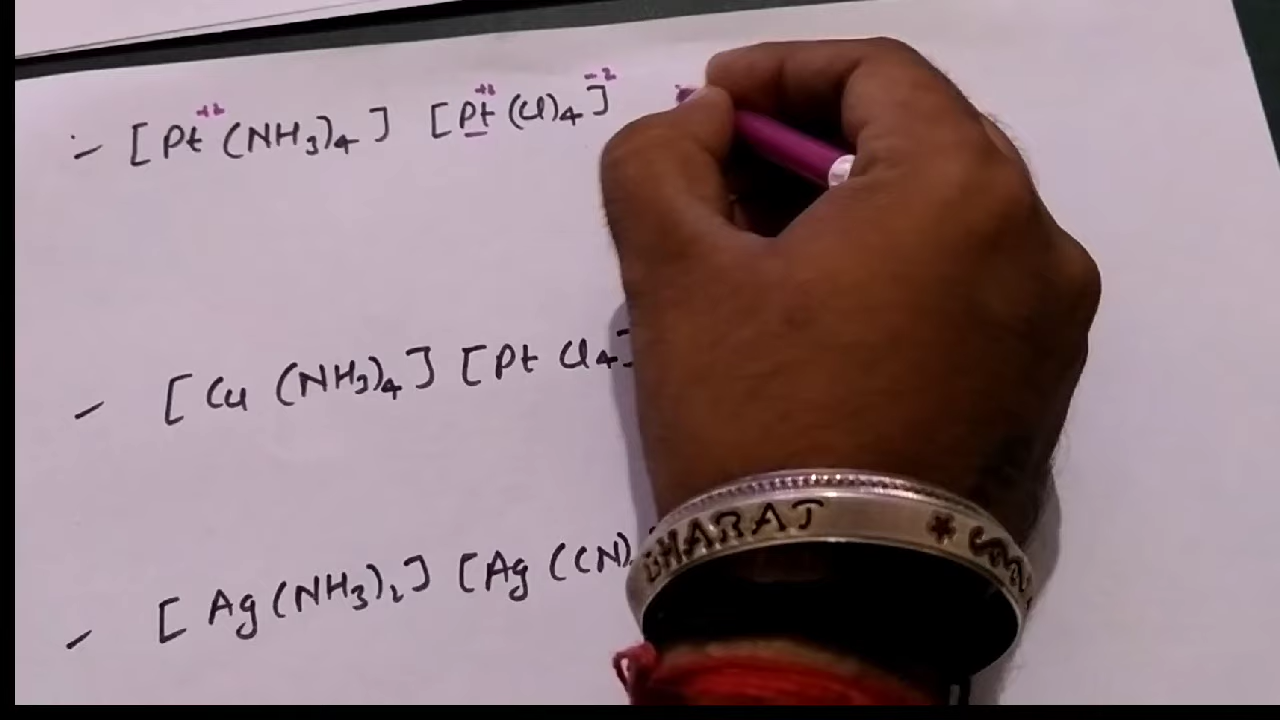 +2 +2 -2
:- [Pt (NH3)4] [Pt (Cl)4]
- [Cu (NH3)4] [Pt Cl4]
- [Ag (NH3)2] [Ag (CN)
BHARAT *